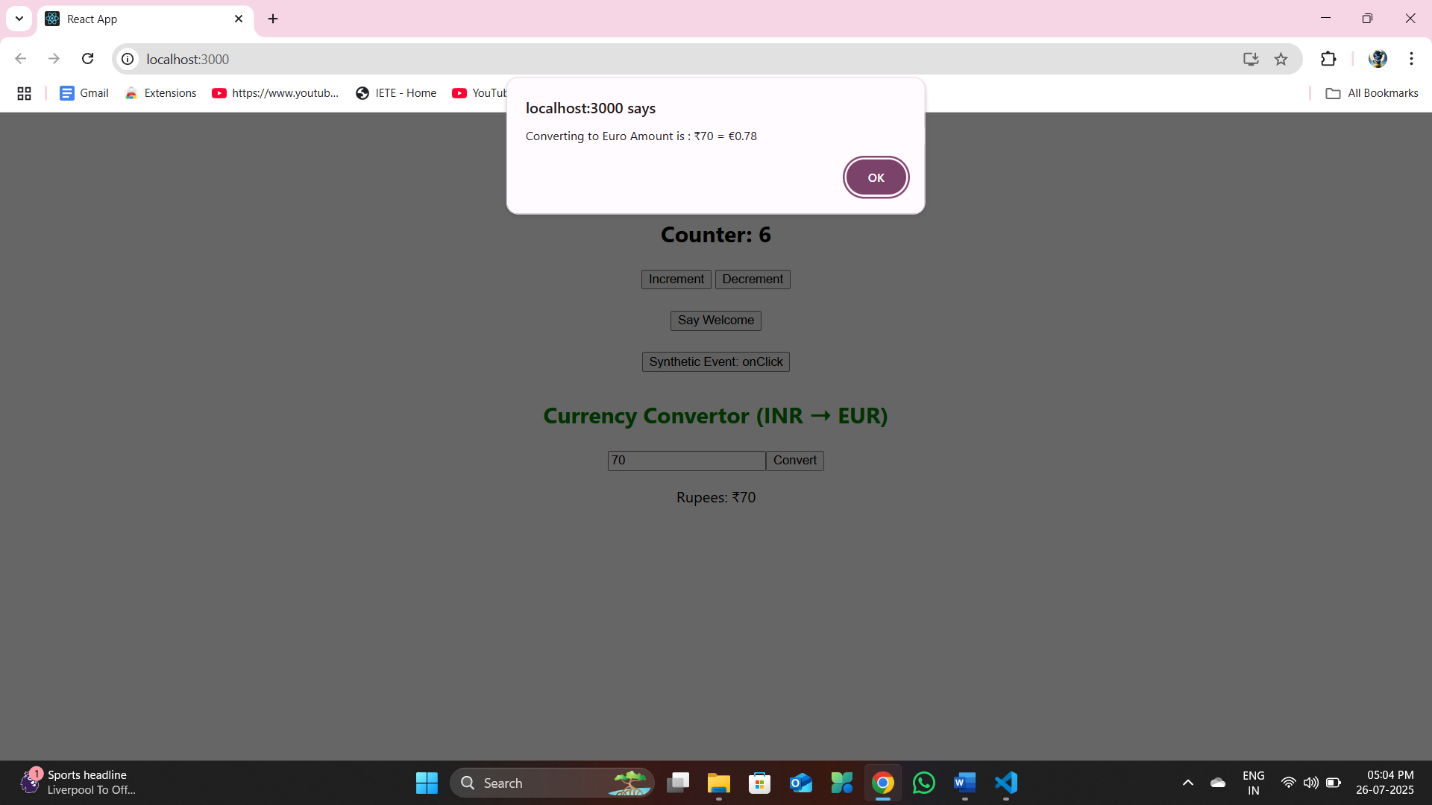 React App
localhost:3000
Gmail
Extensions
https://www.youtub...
IETE - Home
All Bookmarks
localhost:3000 says
Converting to Euro Amount is : ₹70 = €0.78
OK
Counter: 6
Increment Decrement
Say Welcome
Synthetic Event: onClick
Currency Convertor (INR → EUR)
70 Convert
Rupees: ₹70
1
Sports headline
Liverpool To Off...
Search
ENG
IN
05:04 PM
26-07-2025